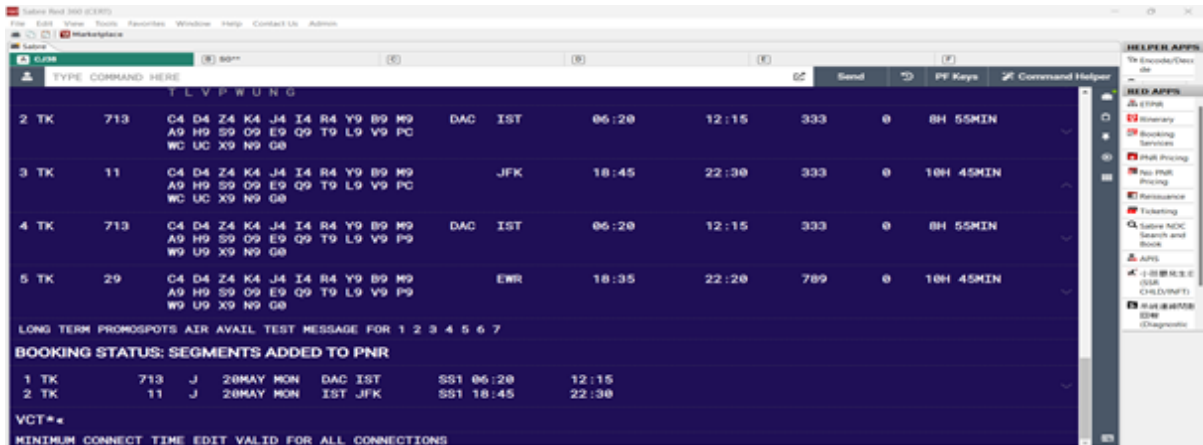 Sabre Red 360 (CERT)
File Edit View Tools Favorites Window Help Contact Us Admin
Marketplace
Sabre
A CJ38 B SG** C D E F
TYPE COMMAND HERE Send PF Keys Command Helper
T L V P W U N G
2 TK 713 C4 D4 Z4 K4 J4 I4 R4 Y9 B9 M9 DAC IST 06:20 12:15 333 0 8H 55MIN
A9 H9 S9 O9 E9 Q9 T9 L9 V9 PC
WC UC X9 N9 G0
3 TK 11 C4 D4 Z4 K4 J4 I4 R4 Y9 B9 M9 JFK 18:45 22:30 333 0 10H 45MIN
A9 H9 S9 O9 E9 Q9 T9 L9 V9 PC
WC UC X9 N9 G0
4 TK 713 C4 D4 Z4 K4 J4 I4 R4 Y9 B9 M9 DAC IST 06:20 12:15 333 0 8H 55MIN
A9 H9 S9 O9 E9 Q9 T9 L9 V9 P9
W9 U9 X9 N9 G0
5 TK 29 C4 D4 Z4 K4 J4 I4 R4 Y9 B9 M9 EWR 18:35 22:20 789 0 10H 45MIN
A9 H9 S9 O9 E9 Q9 T9 L9 V9 P9
W9 U9 X9 N9 G0
LONG TERM PROMOSPOTS AIR AVAIL TEST MESSAGE FOR 1 2 3 4 5 6 7
BOOKING STATUS: SEGMENTS ADDED TO PNR
1 TK 713 J 20MAY MON DAC IST SS1 06:20 12:15
2 TK 11 J 20MAY MON IST JFK SS1 18:45 22:30
VCT*«
MINIMUM CONNECT TIME EDIT VALID FOR ALL CONNECTIONS
HELPER APPS
Encode/Deco
de
RED APPS
ETPNR
Itinerary
Booking
Services
PNR Pricing
No PNR
Pricing
Reissuance
Ticketing
Sabre NDC
Search and
Book
APIS
(SSR
CHLD/INFT)
(Diagnostic